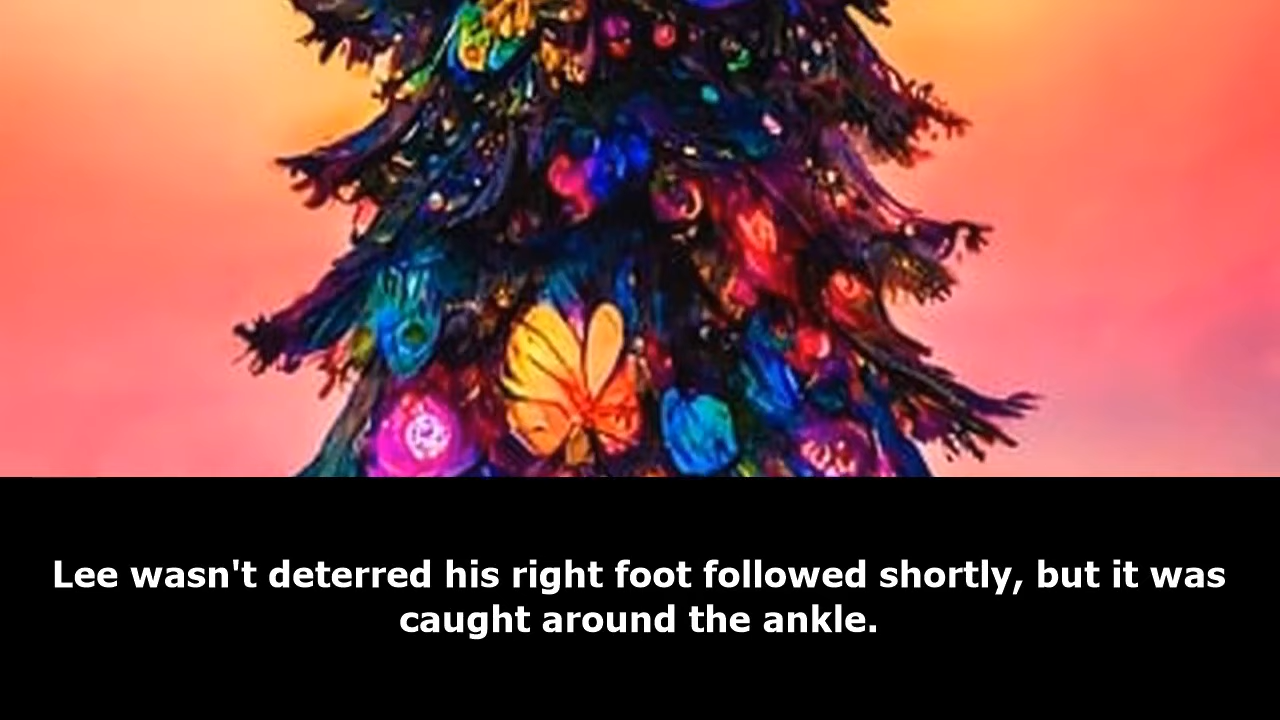 Lee wasn't deterred his right foot followed shortly, but it was
caught around the ankle.